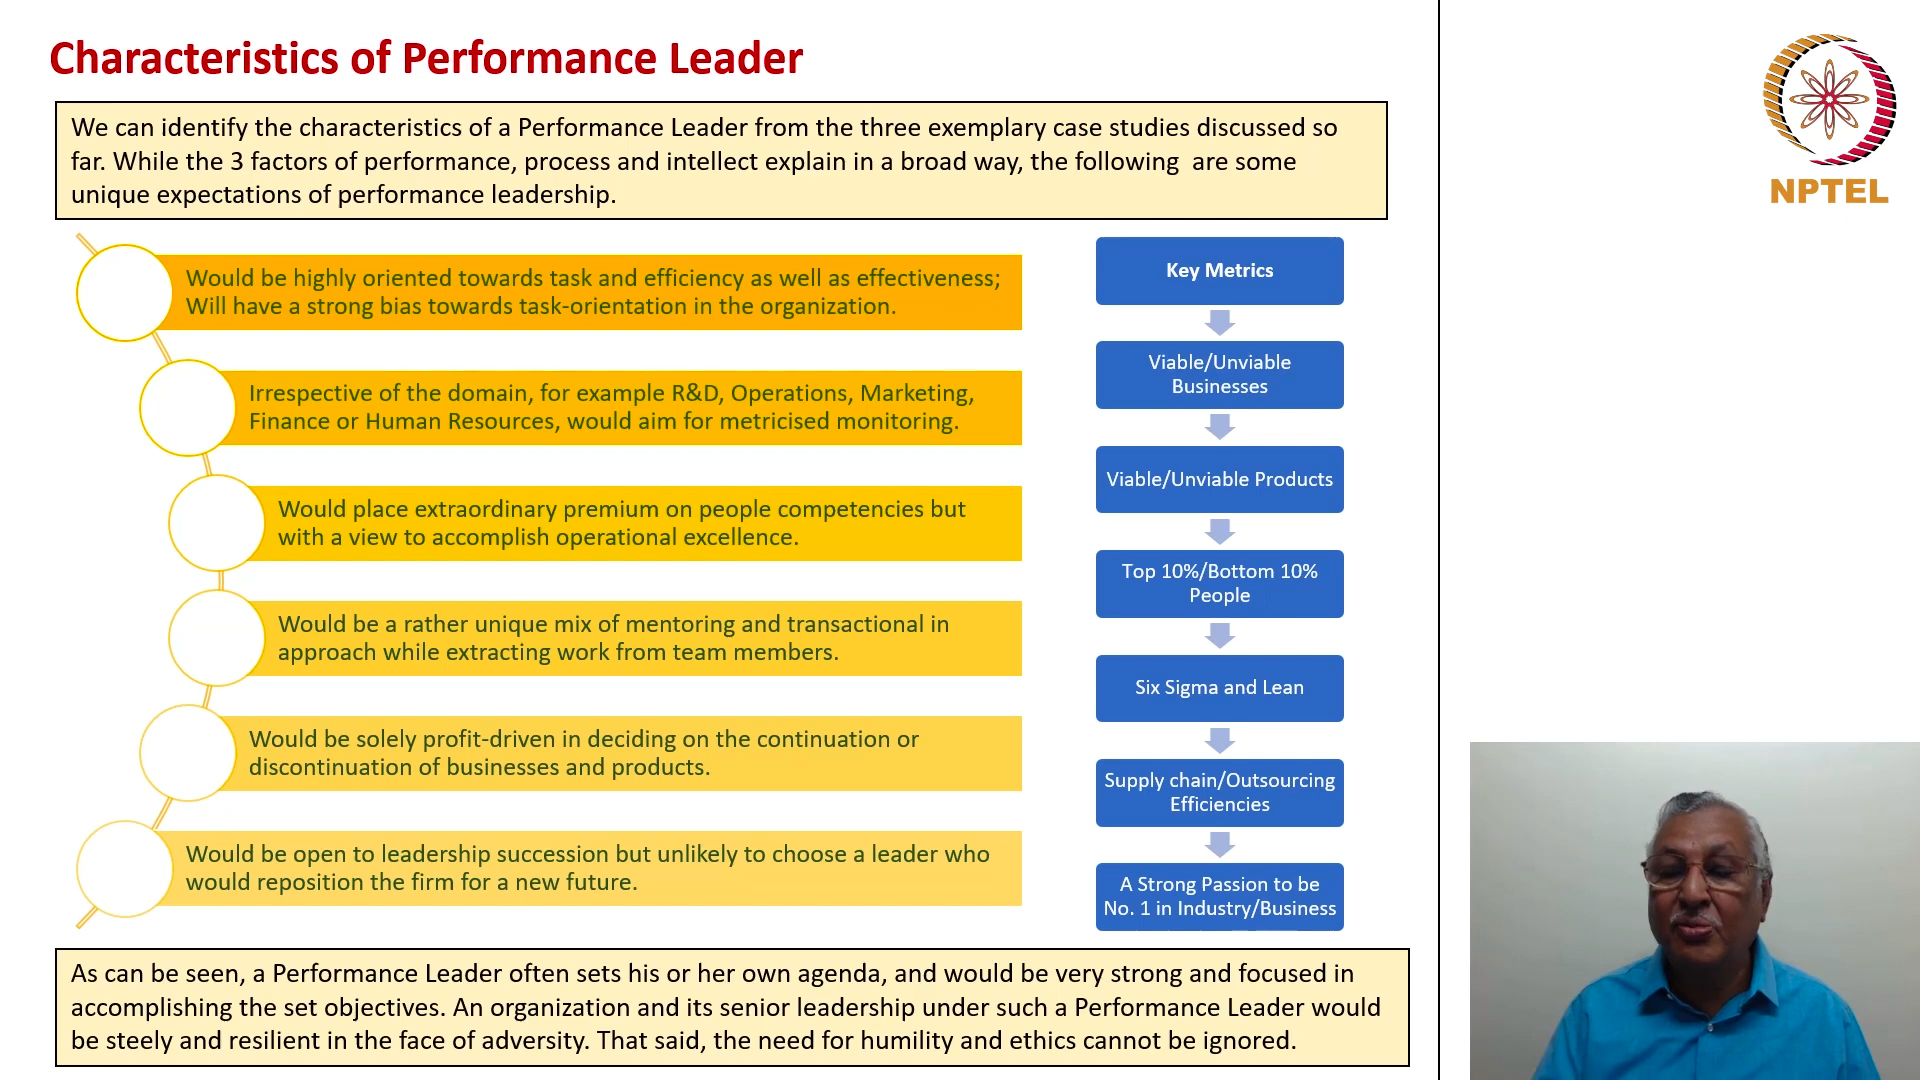 Characteristics of Performance Leader
We can identify the characteristics of a Performance Leader from the three exemplary case studies discussed so
far. While the 3 factors of performance, process and intellect explain in a broad way, the following are some
unique expectations of performance leadership.
Would be highly oriented towards task and efficiency as well as effectiveness;
Will have a strong bias towards task-orientation in the organization.
Irrespective of the domain, for example R&D, Operations, Marketing,
Finance or Human Resources, would aim for metricised monitoring.
Would place extraordinary premium on people competencies but
with a view to accomplish operational excellence.
Would be a rather unique mix of mentoring and transactional in
approach while extracting work from team members.
Would be solely profit-driven in deciding on the continuation or
discontinuation of businesses and products.
Would be open to leadership succession but unlikely to choose a leader who
would reposition the firm for a new future.
Key Metrics
Viable/Unviable
Businesses
Viable/Unviable Products
Top 10%/Bottom 10%
People
Six Sigma and Lean
Supply chain/Outsourcing
Efficiencies
A Strong Passion to be
No. 1 in Industry/Business
As can be seen, a Performance Leader often sets his or her own agenda, and would be very strong and focused in
accomplishing the set objectives. An organization and its senior leadership under such a Performance Leader would
be steely and resilient in the face of adversity. That said, the need for humility and ethics cannot be ignored.
NPTEL